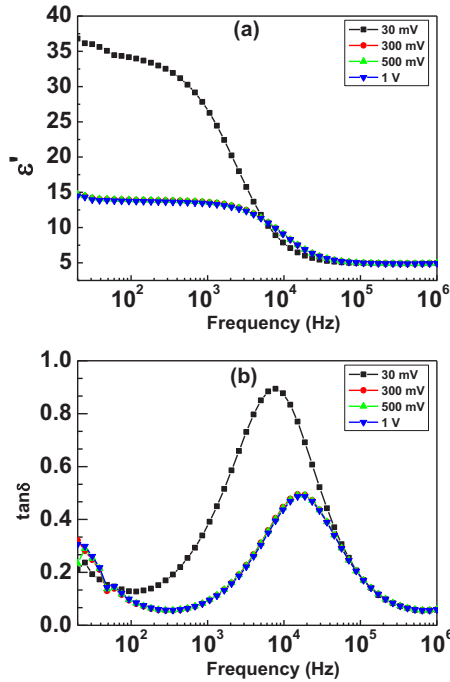 (a)
30 mV
300 mV
500 mV
1 V
40
35
30
25
20
15
10
5
ε'
10² 10³ 10⁴ 10⁵ 10⁶
Frequency (Hz)
(b)
30 mV
300 mV
500 mV
1 V
1.0
0.8
0.6
0.4
0.2
0.0
tanδ
10² 10³ 10⁴ 10⁵ 10⁶
Frequency (Hz)